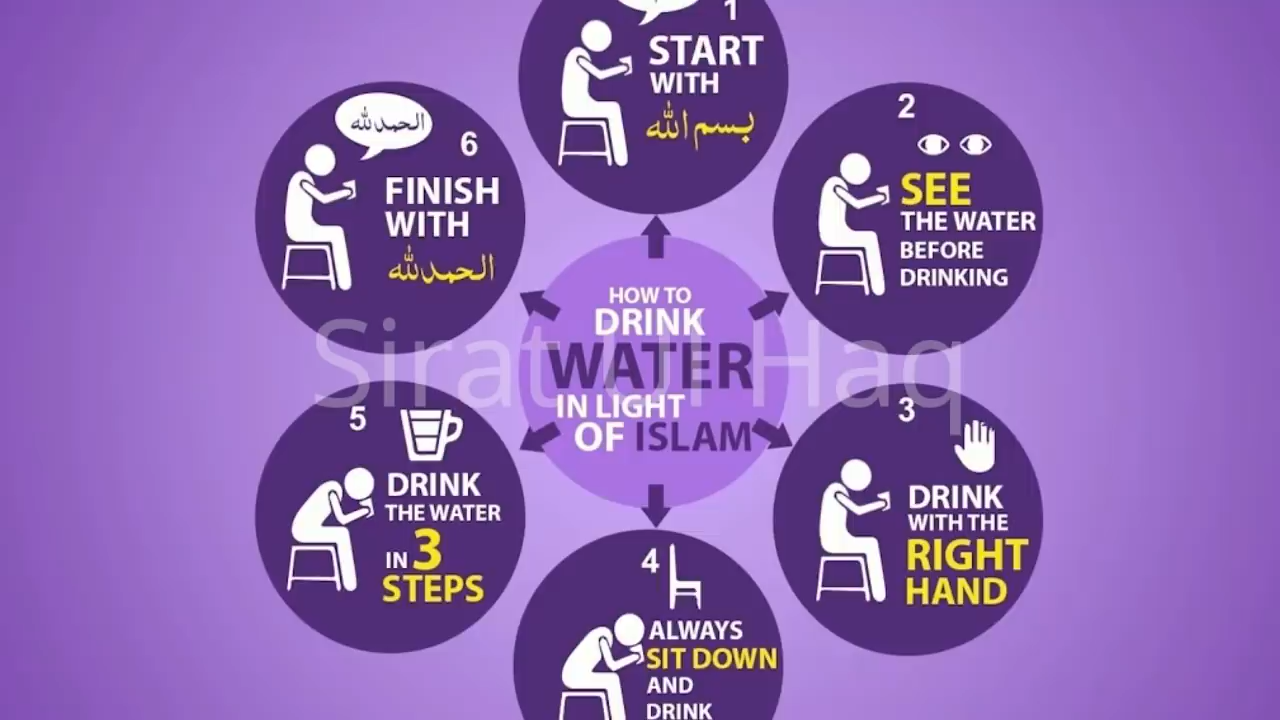 HOW TO
DRINK
WATER
IN LIGHT
OF ISLAM
1
START
WITH
بسم الله
2
SEE
THE WATER
BEFORE
DRINKING
3
DRINK
WITH THE
RIGHT
HAND
4
ALWAYS
SIT DOWN
AND
DRINK
5
DRINK
THE WATER
IN 3
STEPS
6
الحمدلله
FINISH
WITH
الحمدلله
Sirat Ul Haq